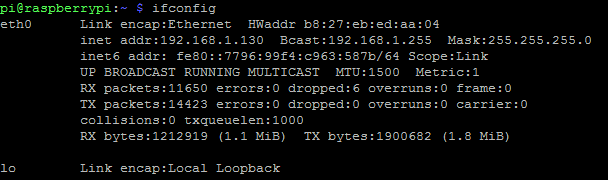 pi@raspberrypi:~ $ ifconfig
eth0 Link encap:Ethernet HWaddr b8:27:eb:ed:aa:04
inet addr:192.168.1.130 Bcast:192.168.1.255 Mask:255.255.255.0
inet6 addr: fe80::7796:99f4:c963:587b/64 Scope:Link
UP BROADCAST RUNNING MULTICAST MTU:1500 Metric:1
RX packets:11650 errors:0 dropped:6 overruns:0 frame:0
TX packets:14423 errors:0 dropped:0 overruns:0 carrier:0
collisions:0 txqueuelen:1000
RX bytes:1212919 (1.1 MiB) TX bytes:1900682 (1.8 MiB)
lo Link encap:Local Loopback